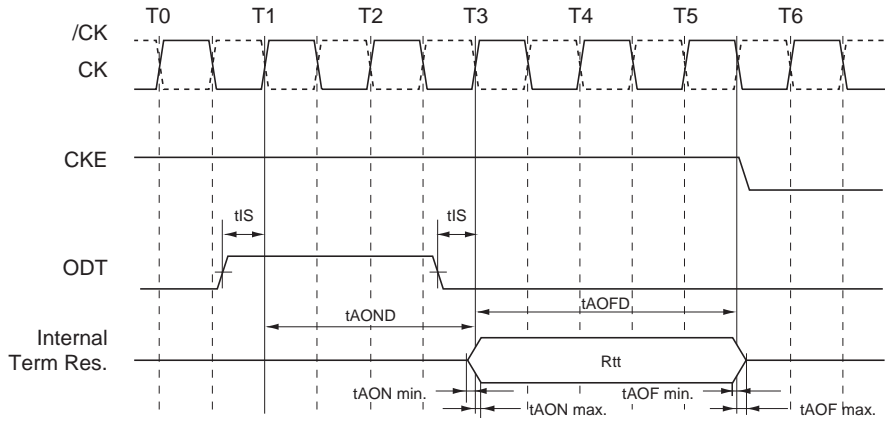 T0 T1 T2 T3 T4 T5 T6
/CK
CK
CKE
tIS tIS
ODT
tAOND tAOFD
Internal
Term Res.
Rtt
tAON min. tAOF min.
tAON max. tAOF max.